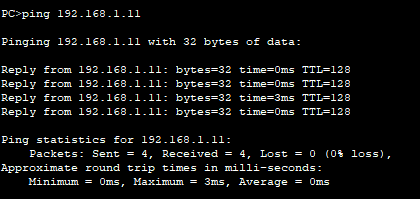 PC>ping 192.168.1.11
Pinging 192.168.1.11 with 32 bytes of data:
Reply from 192.168.1.11: bytes=32 time=0ms TTL=128
Reply from 192.168.1.11: bytes=32 time=0ms TTL=128
Reply from 192.168.1.11: bytes=32 time=3ms TTL=128
Reply from 192.168.1.11: bytes=32 time=0ms TTL=128
Ping statistics for 192.168.1.11:
Packets: Sent = 4, Received = 4, Lost = 0 (0% loss),
Approximate round trip times in milli-seconds:
Minimum = 0ms, Maximum = 3ms, Average = 0ms